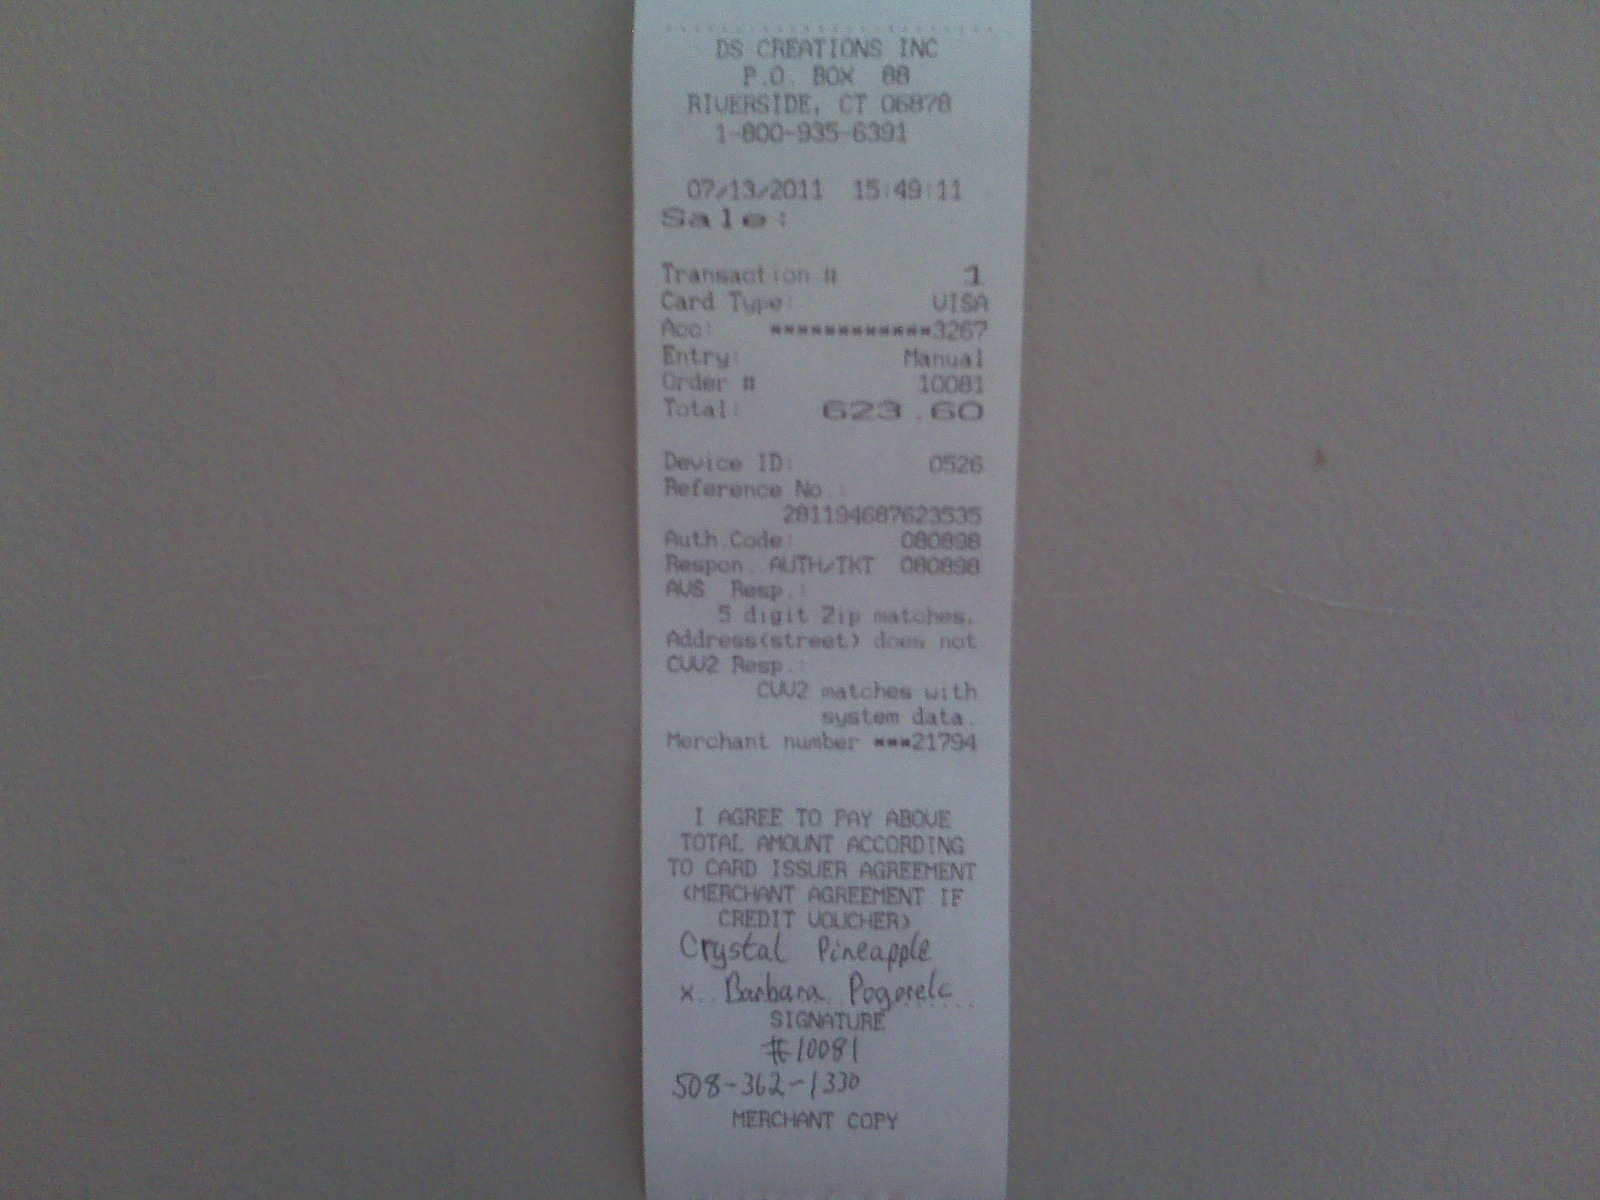 DS CREATIONS INC
P.O. BOX 88
RIVERSIDE, CT 06878
1-800-935-6391
07/13/2011 15:49:11
Sale:
Transaction # 1
Card Type: VISA
Acc: ************3267
Entry: Manual
Order # 10081
Total: 623.60
Device ID: 0526
Reference No.:
281194687623535
Auth.Code: 080898
Respon. AUTH/TKT 080898
AVS Resp.:
5 digit Zip matches,
Address(street) does not
CVV2 Resp.:
CVV2 matches with
system data.
Merchant number ***21794
I AGREE TO PAY ABOVE
TOTAL AMOUNT ACCORDING
TO CARD ISSUER AGREEMENT
(MERCHANT AGREEMENT IF
CREDIT VOUCHER)
Crystal Pineapple
x. Barbara Pogorelc
SIGNATURE
#10081
508-362-1330
MERCHANT COPY